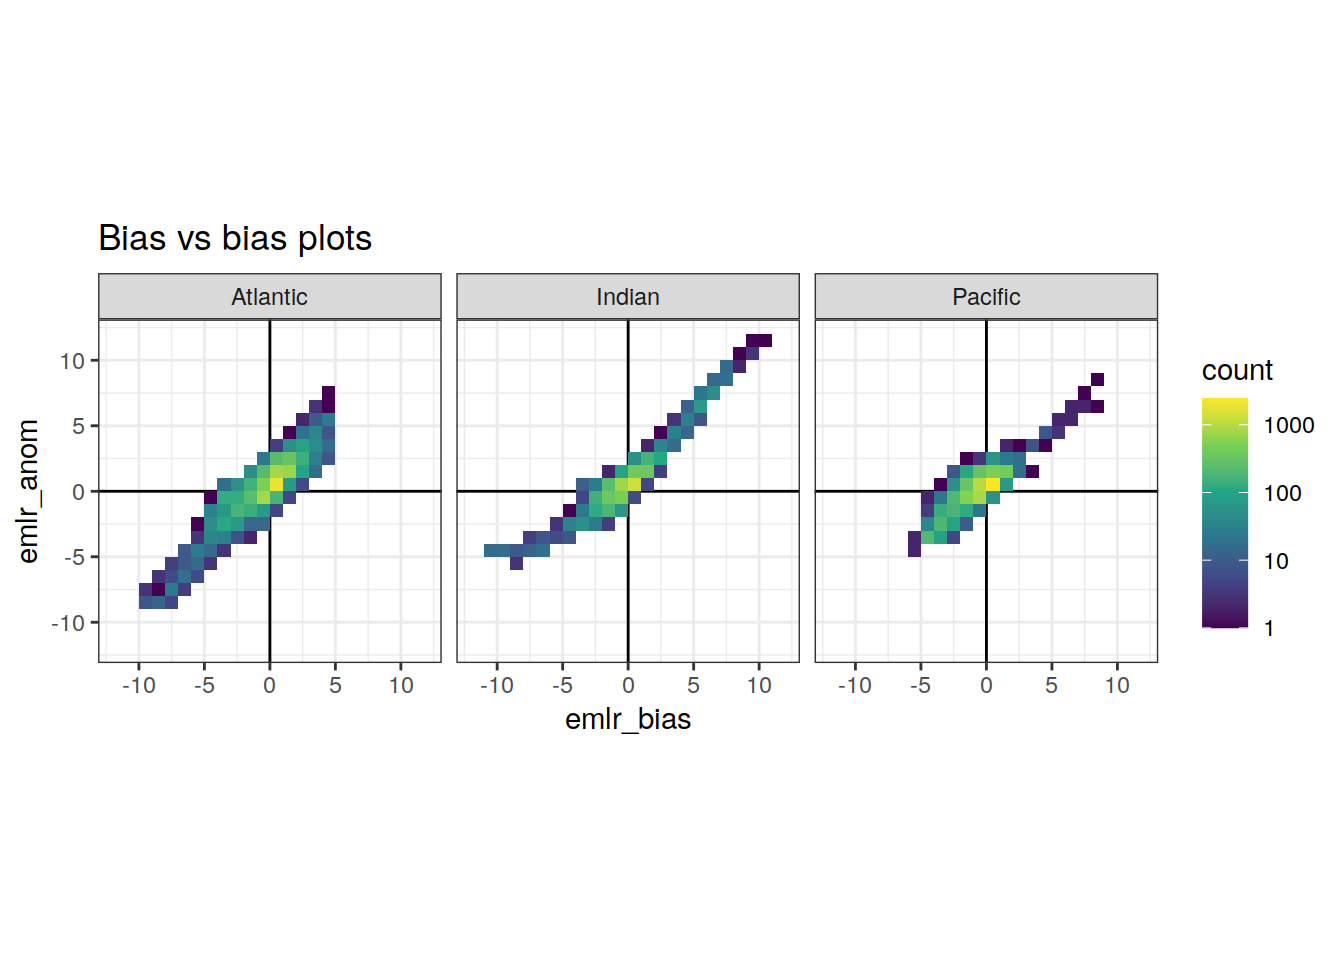 Bias vs bias plots
Atlantic Indian Pacific
10
5
0
-5
-10
emlr_anom
-10 -5 0 5 10 -10 -5 0 5 10 -10 -5 0 5 10
emlr_bias
count
1000
100
10
1